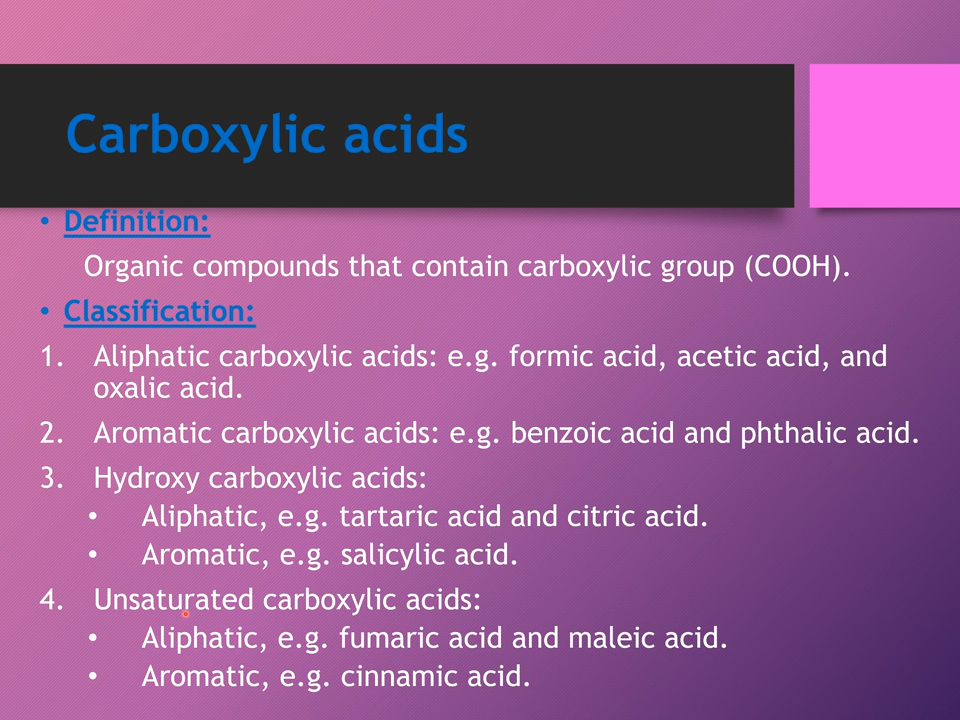 Carboxylic acids
• Definition:
Organic compounds that contain carboxylic group (COOH).
• Classification:
1. Aliphatic carboxylic acids: e.g. formic acid, acetic acid, and
oxalic acid.
2. Aromatic carboxylic acids: e.g. benzoic acid and phthalic acid.
3. Hydroxy carboxylic acids:
• Aliphatic, e.g. tartaric acid and citric acid.
• Aromatic, e.g. salicylic acid.
4. Unsaturated carboxylic acids:
• Aliphatic, e.g. fumaric acid and maleic acid.
• Aromatic, e.g. cinnamic acid.